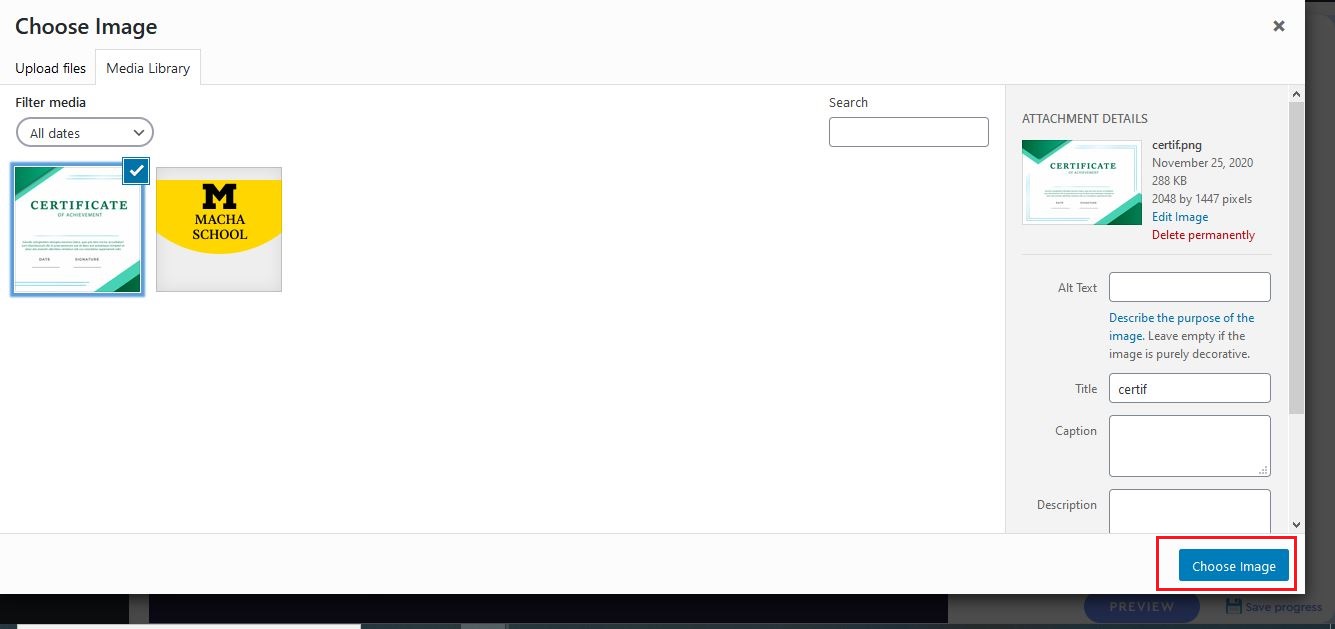 Choose Image
Upload files
Media Library
Filter media
All dates
Search
CERTIFICATE
OF ACHIEVEMENT
DATE
SIGNATURE
M
MACHA
SCHOOL
ATTACHMENT DETAILS
CERTIFICATE
certif.png
November 25, 2020
288 KB
2048 by 1447 pixels
Edit Image
Delete permanently
Alt Text
Describe the purpose of the
image. Leave empty if the
image is purely decorative.
Title
certif
Caption
Description
Choose Image
PREVIEW
Save progress